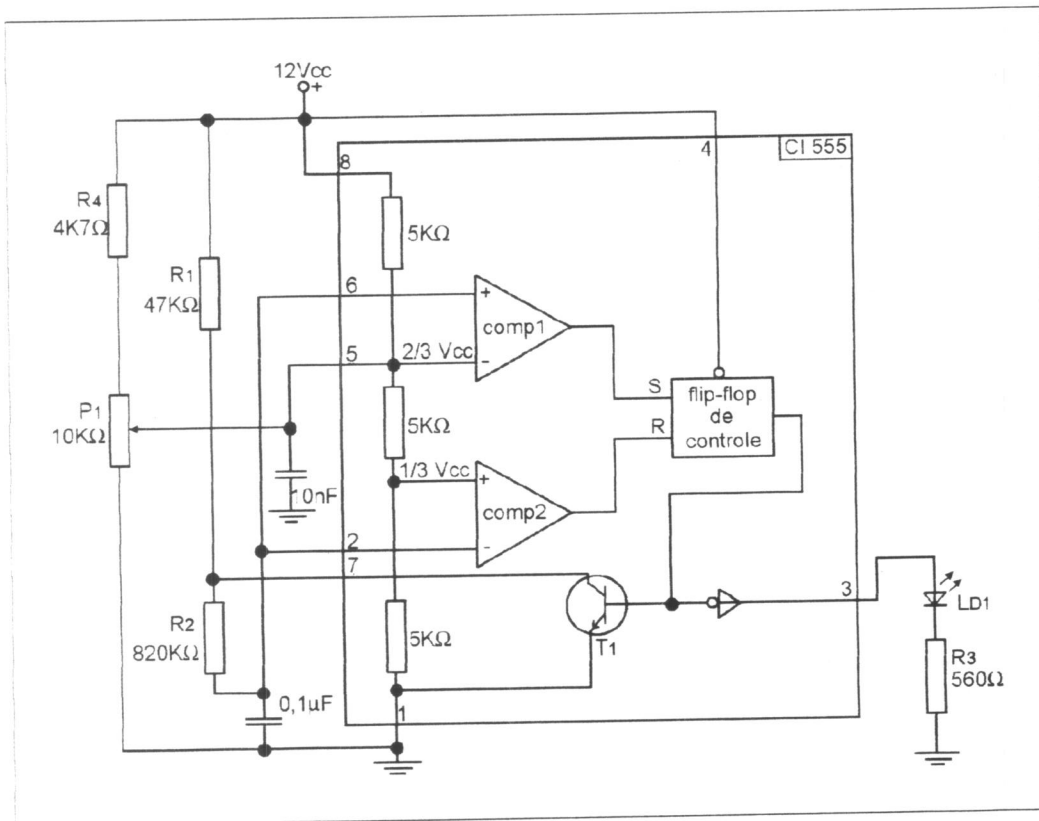 12Vcc
+
CI 555
4
8
R4
4K7Ω
5KΩ
R1
47KΩ
6
+
comp1
-
5
2/3 Vcc
S
flip-flop
de
controle
R
P1
10KΩ
5KΩ
1/3 Vcc
10nF
+
comp2
-
2
7
3
LD1
R2
820KΩ
5KΩ
T1
R3
560Ω
0,1µF
1